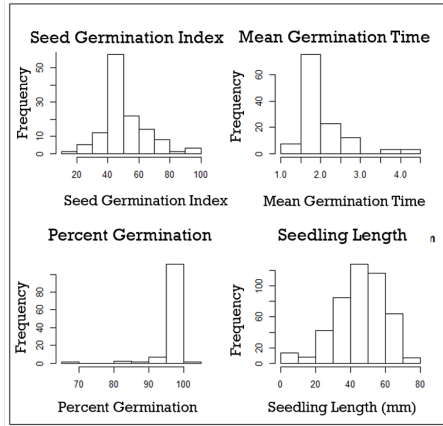 Seed Germination Index
Frequency
0 10 30 50
20 40 60 80 100
Seed Germination Index
Mean Germination Time
Frequency
0 20 40 60
1.0 2.0 3.0 4.0
Mean Germination Time
Percent Germination
Frequency
0 20 40 60 80
70 80 90 100
Percent Germination
Seedling Length
n
Frequency
0 20 60 120
0 20 40 60 80
Seedling Length (mm)